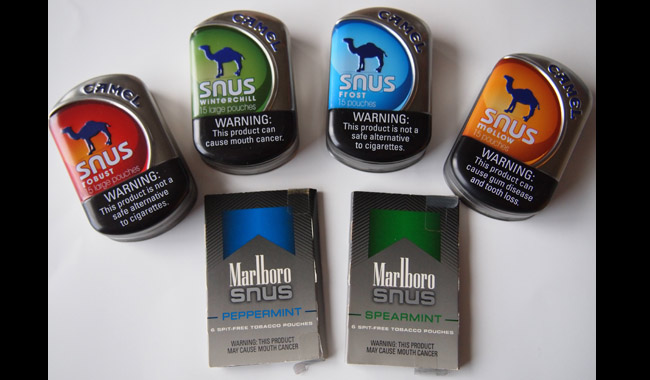 CAMEL
SNUS
ROBUST
15 large pouches
WARNING:
This product is not a
safe alternative
to cigarettes.
CAMEL
SNUS
WINTERCHILL
15 large pouches
WARNING:
This product can
cause mouth cancer.
CAMEL
SNUS
FROST
15 pouches
WARNING:
This product is not a
safe alternative
to cigarettes.
CAMEL
SNUS
MELLOW
15 pouches
WARNING:
This product can
cause gum disease
and tooth loss.
Marlboro
SNUS
PEPPERMINT
6 SPIT-FREE TOBACCO POUCHES
WARNING: THIS PRODUCT
MAY CAUSE MOUTH CANCER
Marlboro
SNUS
SPEARMINT
6 SPIT-FREE TOBACCO POUCHES
WARNING: THIS PRODUCT
MAY CAUSE MOUTH CANCER